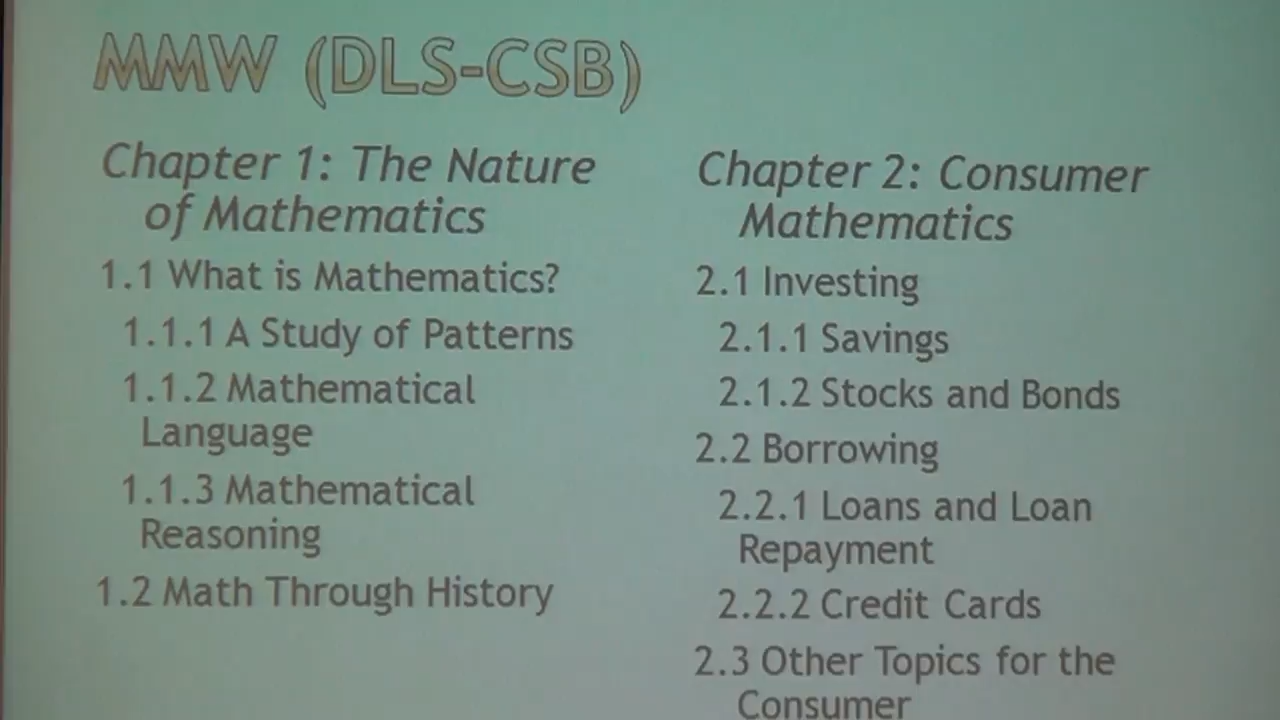 MMW (DLS-CSB)
Chapter 1: The Nature
of Mathematics
1.1 What is Mathematics?
1.1.1 A Study of Patterns
1.1.2 Mathematical
Language
1.1.3 Mathematical
Reasoning
1.2 Math Through History
Chapter 2: Consumer
Mathematics
2.1 Investing
2.1.1 Savings
2.1.2 Stocks and Bonds
2.2 Borrowing
2.2.1 Loans and Loan
Repayment
2.2.2 Credit Cards
2.3 Other Topics for the
Consumer